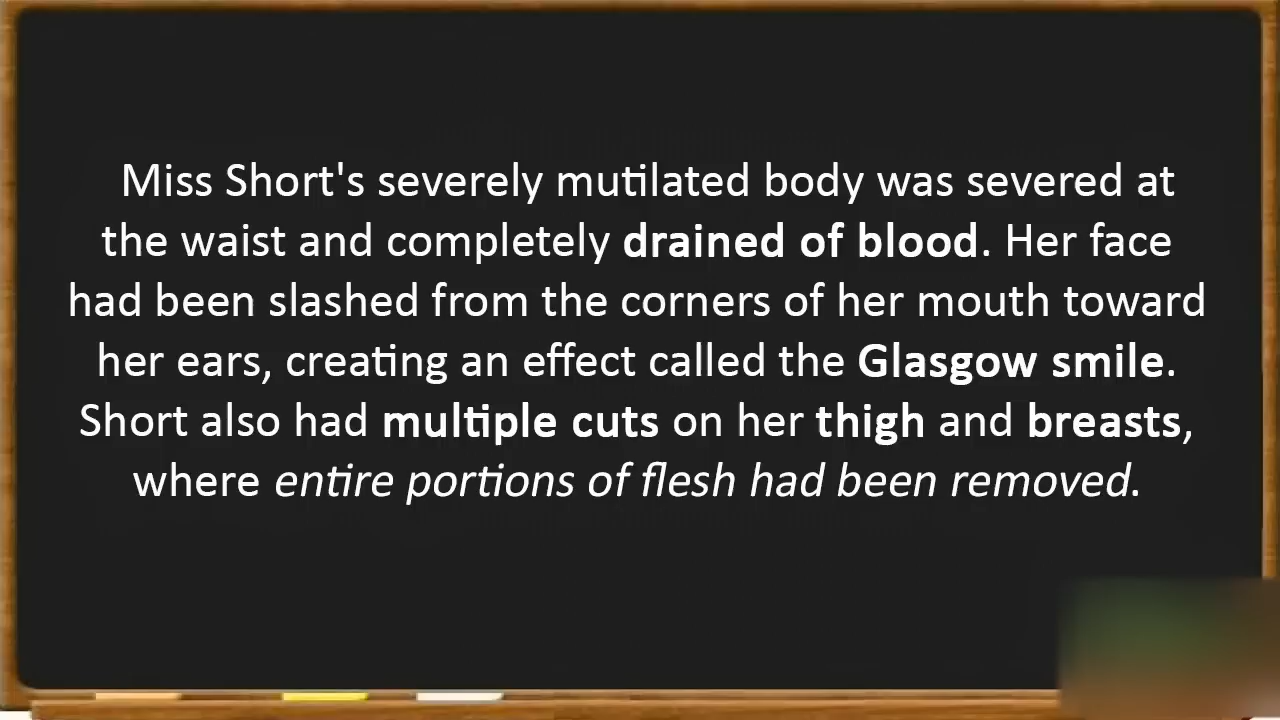 Miss Short's severely mutilated body was severed at
the waist and completely drained of blood. Her face
had been slashed from the corners of her mouth toward
her ears, creating an effect called the Glasgow smile.
Short also had multiple cuts on her thigh and breasts,
where entire portions of flesh had been removed.